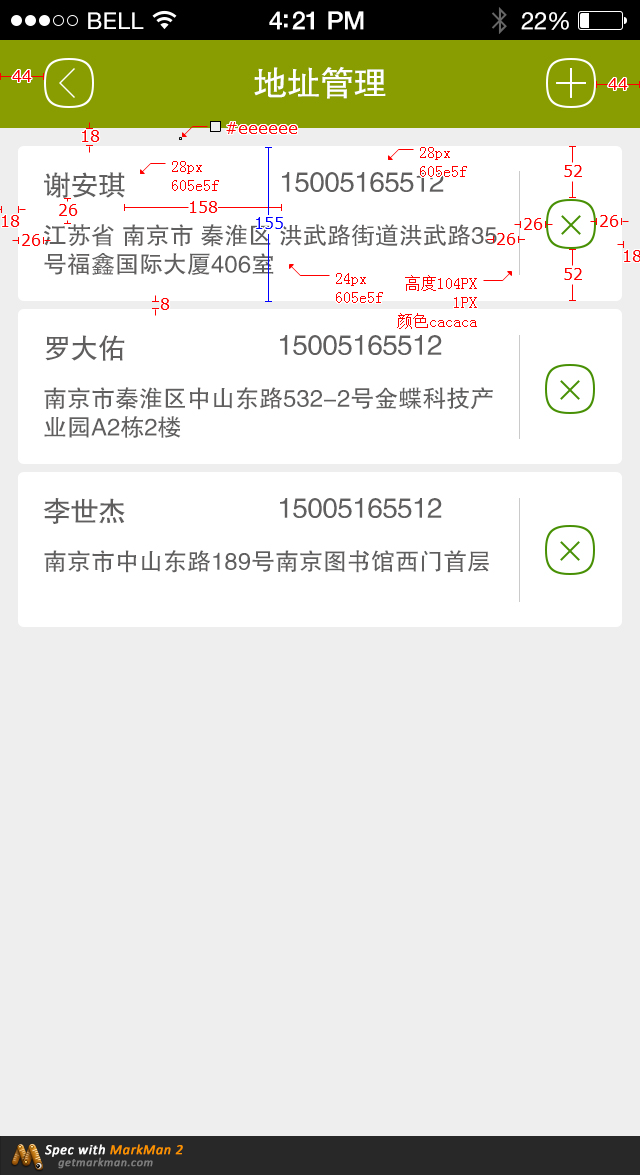 BELL 4:21 PM 22%
44 地址管理 44
18 #eeeeee
28px 28px 52
605e5f 605e5f
谢安琪 15005165512
26 158
18 155 26 26
江苏省 南京市 秦淮区 洪武路街道洪武路35
26 26 18
号福鑫国际大厦406室
52
24px 高度104PX
605e5f 1PX
8 颜色cacaca
罗大佑 15005165512
南京市秦淮区中山东路532-2号金蝶科技产
业园A2栋2楼
李世杰 15005165512
南京市中山东路189号南京图书馆西门首层
Spec with MarkMan 2
getmarkman.com